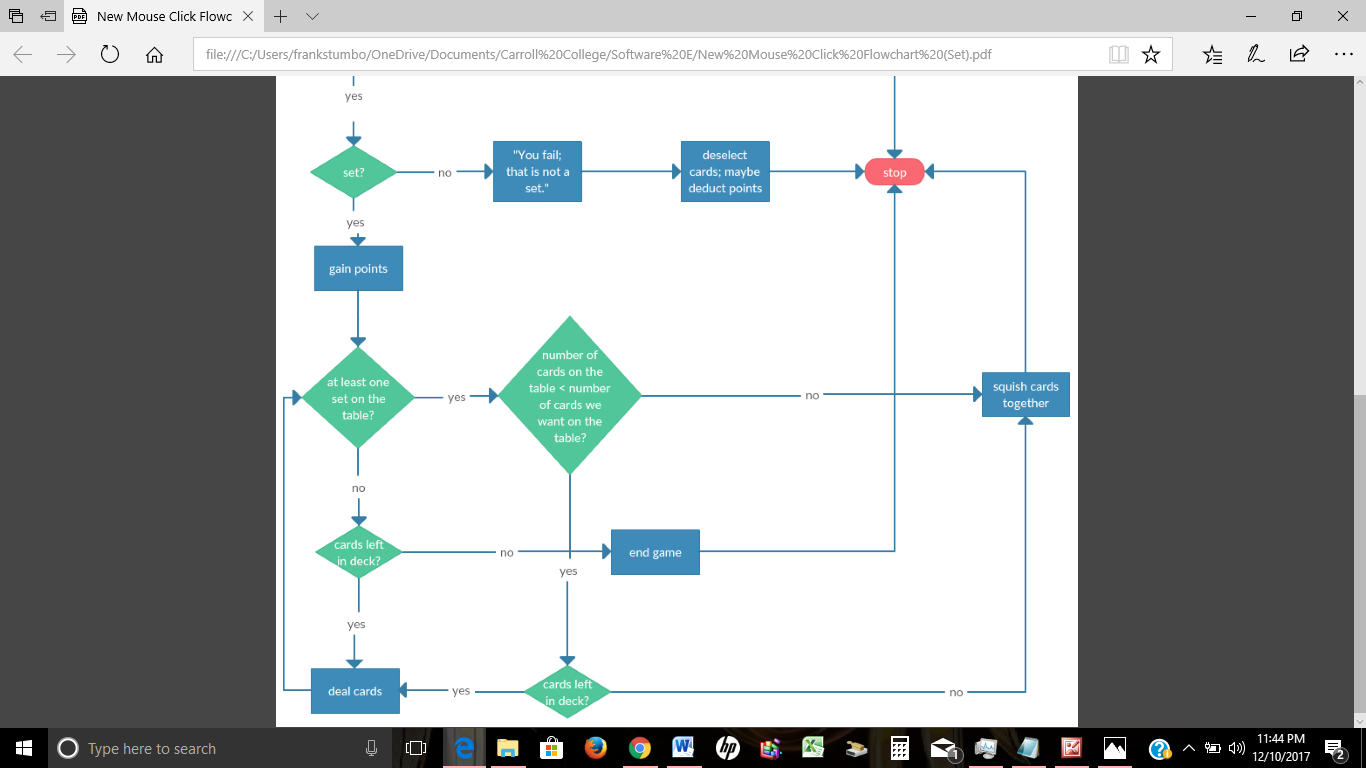 New Mouse Click Flowc
file:///C:/Users/frankstumbo/OneDrive/Documents/Carroll%20College/Software%20E/New%20Mouse%20Click%20Flowchart%20(Set).pdf
yes
set?
no
"You fail;
that is not a
set."
deselect
cards; maybe
deduct points
stop
yes
gain points
at least one
set on the
table?
yes
number of
cards on the
table < number
of cards we
want on the
table?
no
squish cards
together
no
cards left
in deck?
no
end game
yes
yes
deal cards
yes
cards left
in deck?
no
Type here to search
11:44 PM
12/10/2017
1
2